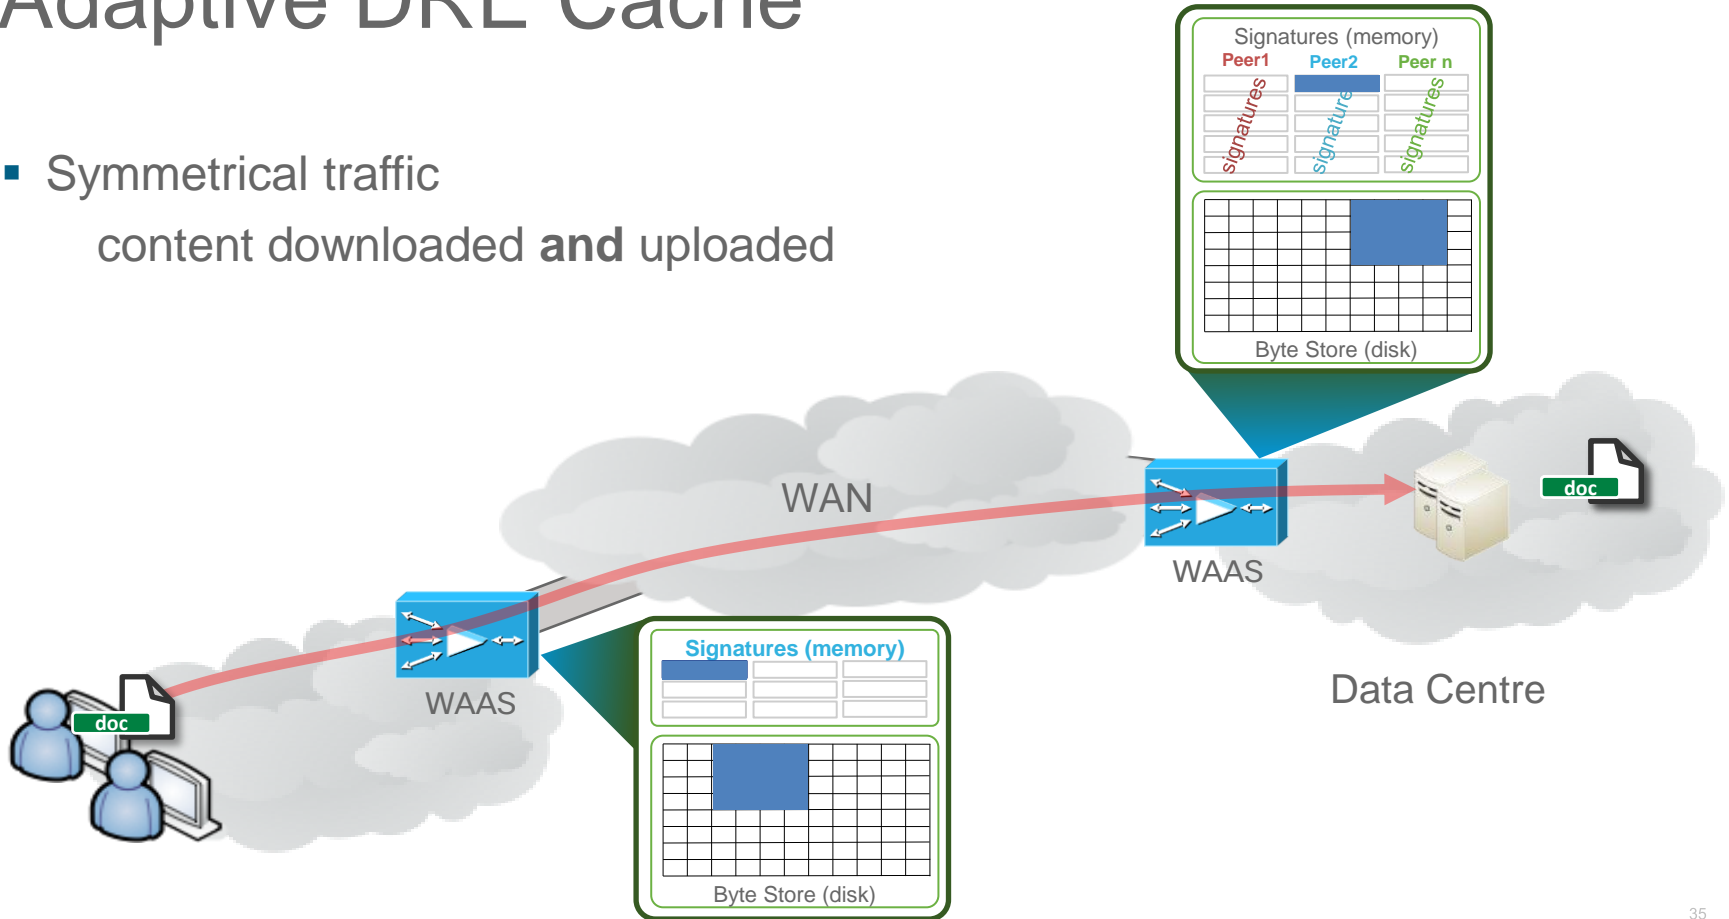 Adaptive DRE Cache
Symmetrical traffic
content downloaded and uploaded
Signatures (memory)
Peer1 Peer2 Peer n
signatures signature signatures
Byte Store (disk)
WAN
doc
WAAS
WAAS
Data Centre
doc
Signatures (memory)
Byte Store (disk)
35